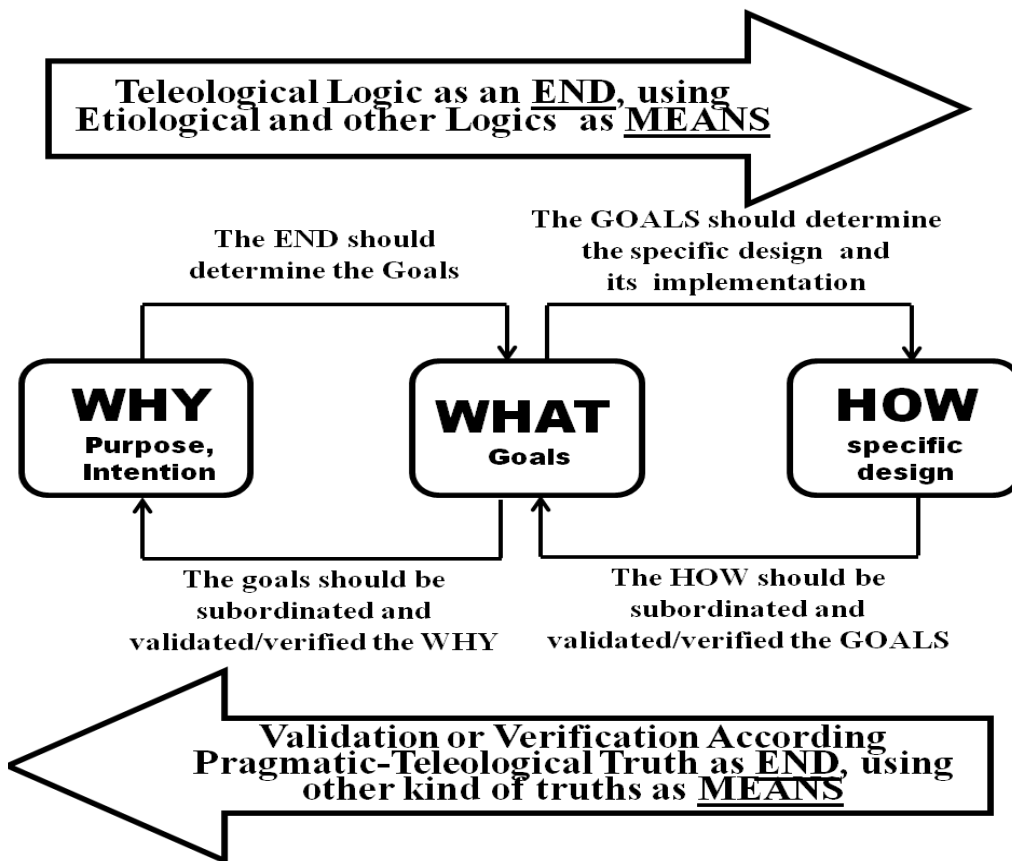 Teleological Logic as an END, using
Etiological and other Logics as MEANS
The END should
determine the Goals
The GOALS should determine
the specific design and
its implementation
WHY
Purpose,
Intention
WHAT
Goals
HOW
specific
design
The goals should be
subordinated and
validated/verified the WHY
The HOW should be
subordinated and
validated/verified the GOALS
Validation or Verification According
Pragmatic-Teleological Truth as END, using
other kind of truths as MEANS